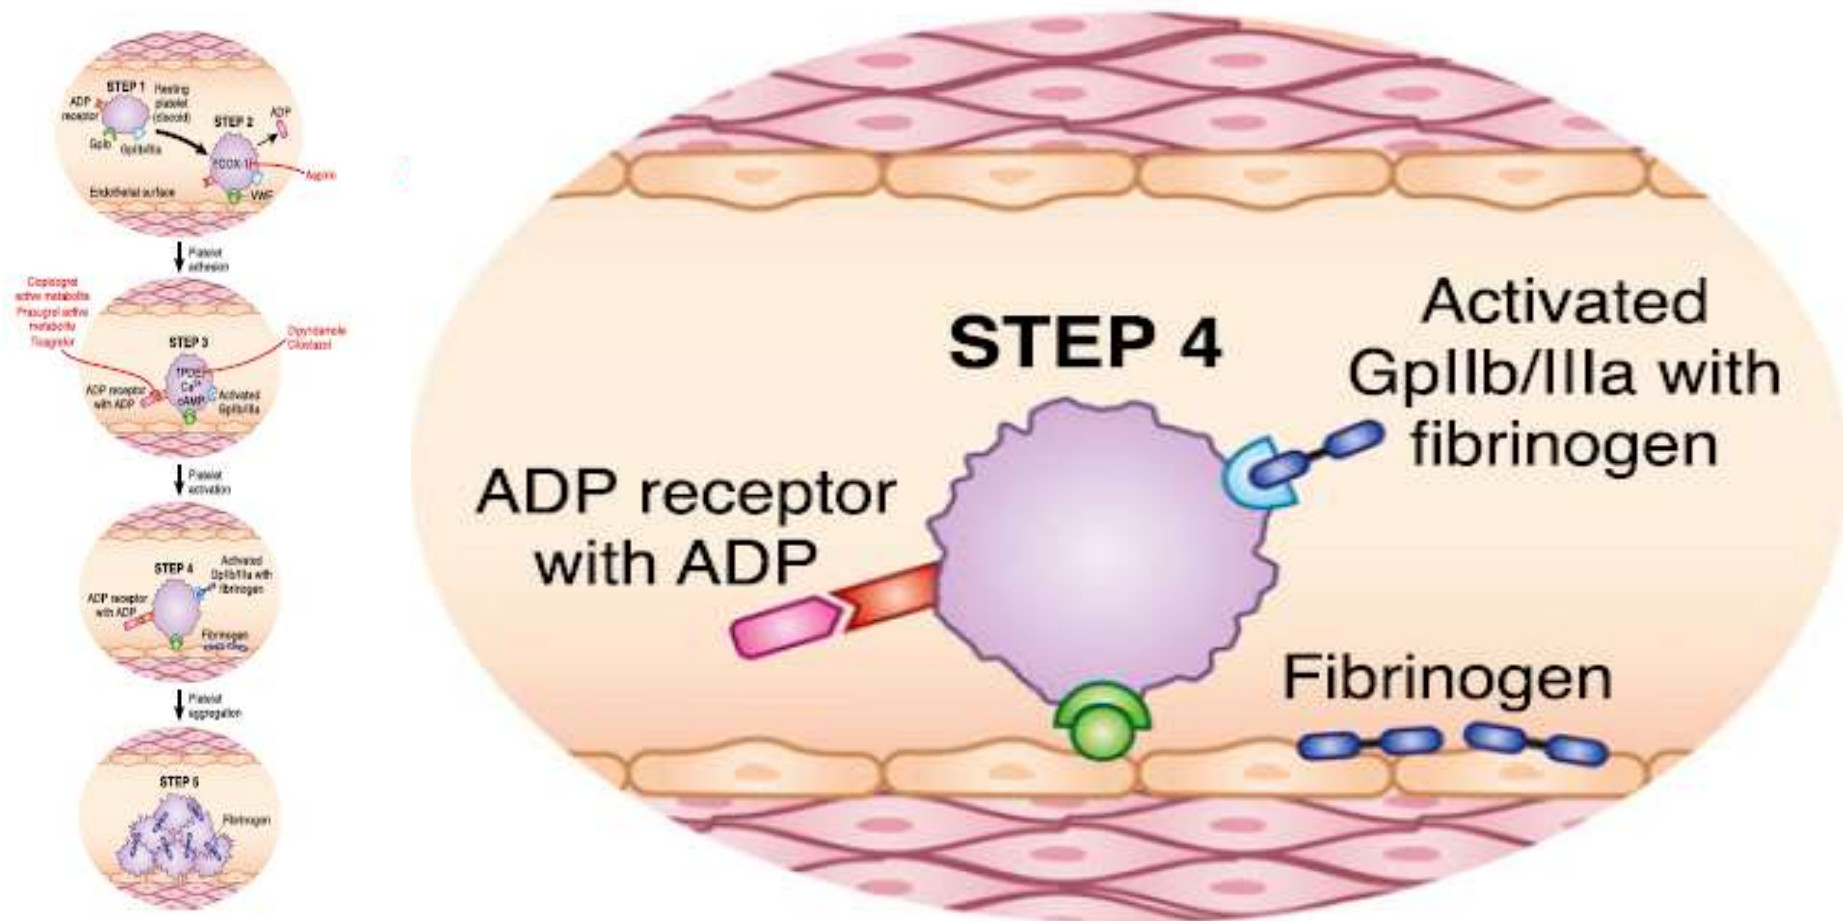 STEP 1
Resting
platelet
(discoid)
ADP
receptor
GpIb
GpIIb/IIIa
STEP 2
ADP
COX-1
Aspirin
VWF
Endothelial surface
Platelet
adhesion
Clopidogrel
active metabolite
Prasugrel active
metabolite
Ticagrelor
Dipyridamole
Cilostazol
STEP 3
PDE
Ca2+
cAMP
ADP receptor
with ADP
Activated
GpIIb/IIIa
Platelet
activation
STEP 4
Activated
GpIIb/IIIa with
fibrinogen
ADP receptor
with ADP
Fibrinogen
Platelet
aggregation
STEP 5
Fibrinogen
STEP 4
Activated
GpIIb/IIIa with
fibrinogen
ADP receptor
with ADP
Fibrinogen